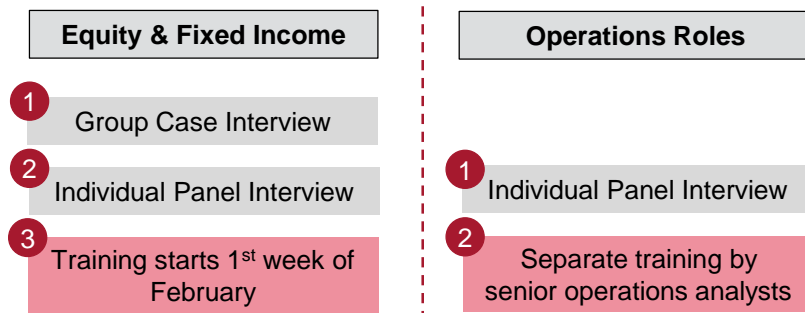 Equity & Fixed Income
1
Group Case Interview
2
Individual Panel Interview
3
Training starts 1st week of
February
Operations Roles
1
Individual Panel Interview
2
Separate training by
senior operations analysts